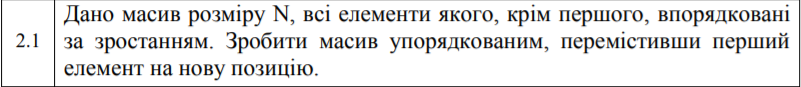 Дано масив розміру N, всі елементи якого, крім першого, впорядковані
2.1 за зростанням. Зробити масив упорядкованим, перемістивши перший
елемент на нову позицію.